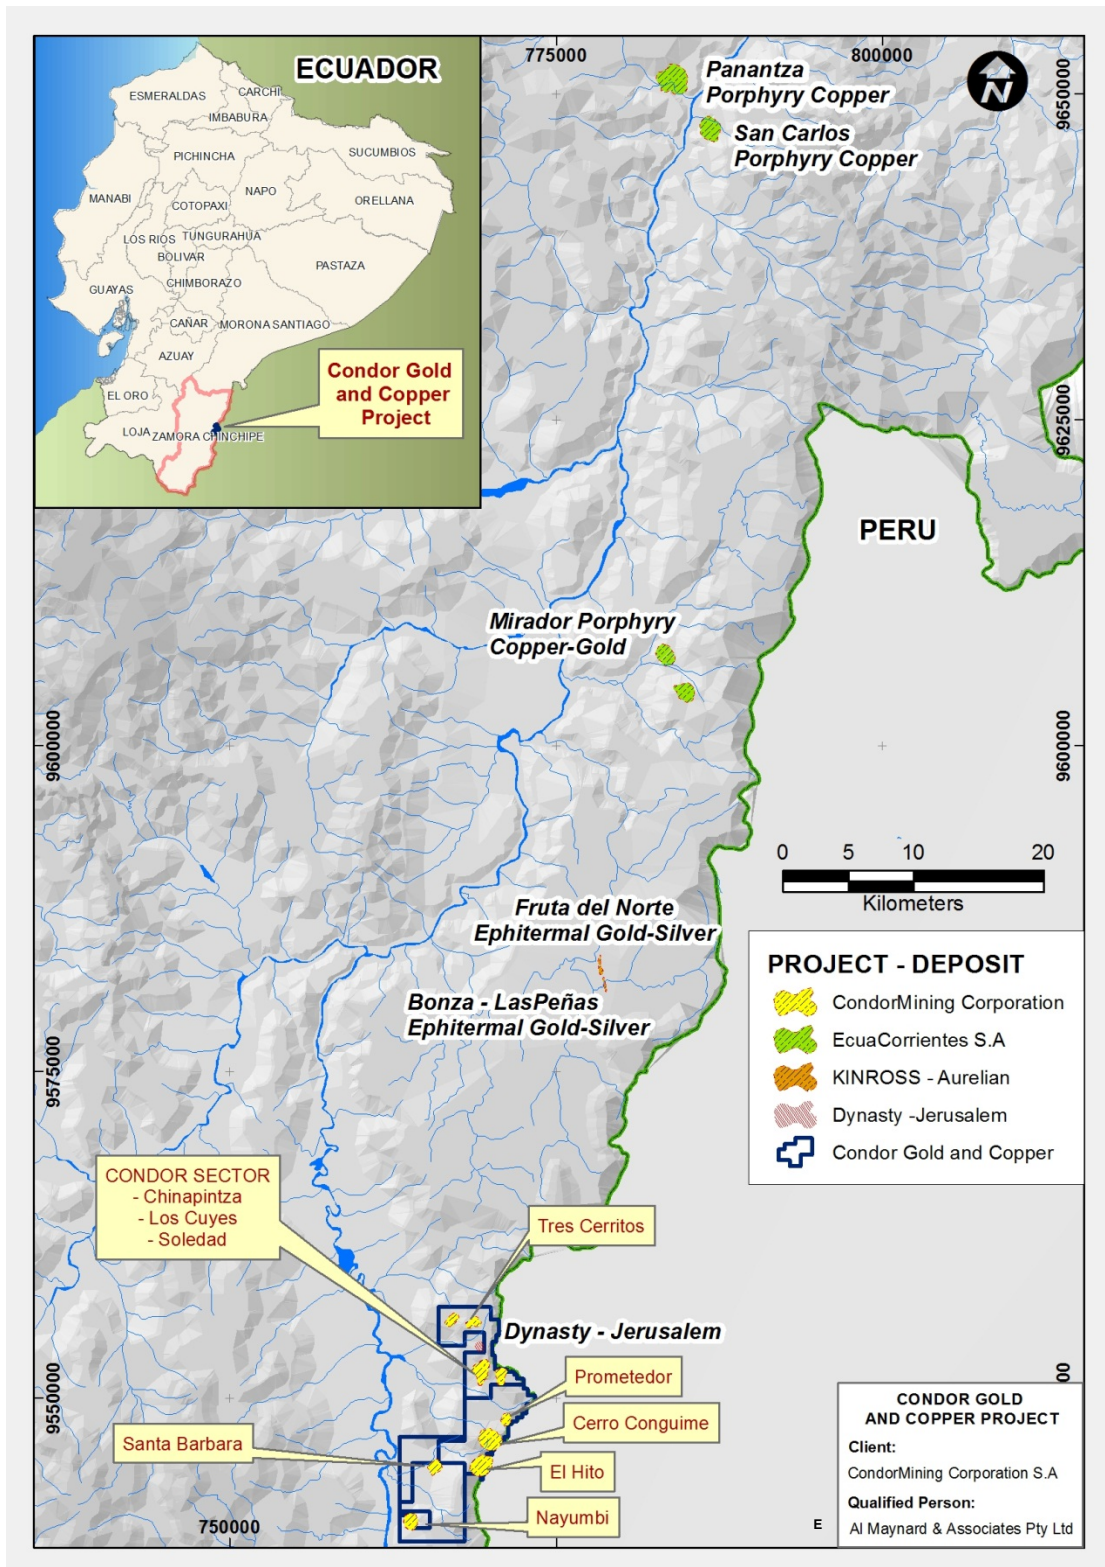 ECUADOR
ESMERALDAS
CARCHI
IMBABURA
PICHINCHA
SUCUMBIOS
MANABI
NAPO
ORELLANA
COTOPAXI
LOS RIOS
TUNGURAHUA
BOLIVAR
PASTAZA
CHIMBORAZO
GUAYAS
CAÑAR
MORONA SANTIAGO
AZUAY
EL ORO
LOJA
ZAMORA CHINCHIPE
Condor Gold
and Copper
Project
775000
800000
N
9650000
Panantza
Porphyry Copper
San Carlos
Porphyry Copper
9625000
PERU
Mirador Porphyry
Copper-Gold
9600000
9600000
0 5 10 20
Kilometers
Fruta del Norte
Ephitermal Gold-Silver
Bonza - LasPeñas
Ephitermal Gold-Silver
9575000
PROJECT - DEPOSIT
CondorMining Corporation
EcuaCorrientes S.A
KINROSS - Aurelian
Dynasty -Jerusalem
Condor Gold and Copper
CONDOR SECTOR
- Chinapintza
- Los Cuyes
- Soledad
Tres Cerritos
Dynasty - Jerusalem
9550000
00
Prometedor
Cerro Conguime
Santa Barbara
El Hito
Nayumbi
750000
E
CONDOR GOLD
AND COPPER PROJECT
Client:
CondorMining Corporation S.A
Qualified Person:
Al Maynard & Associates Pty Ltd